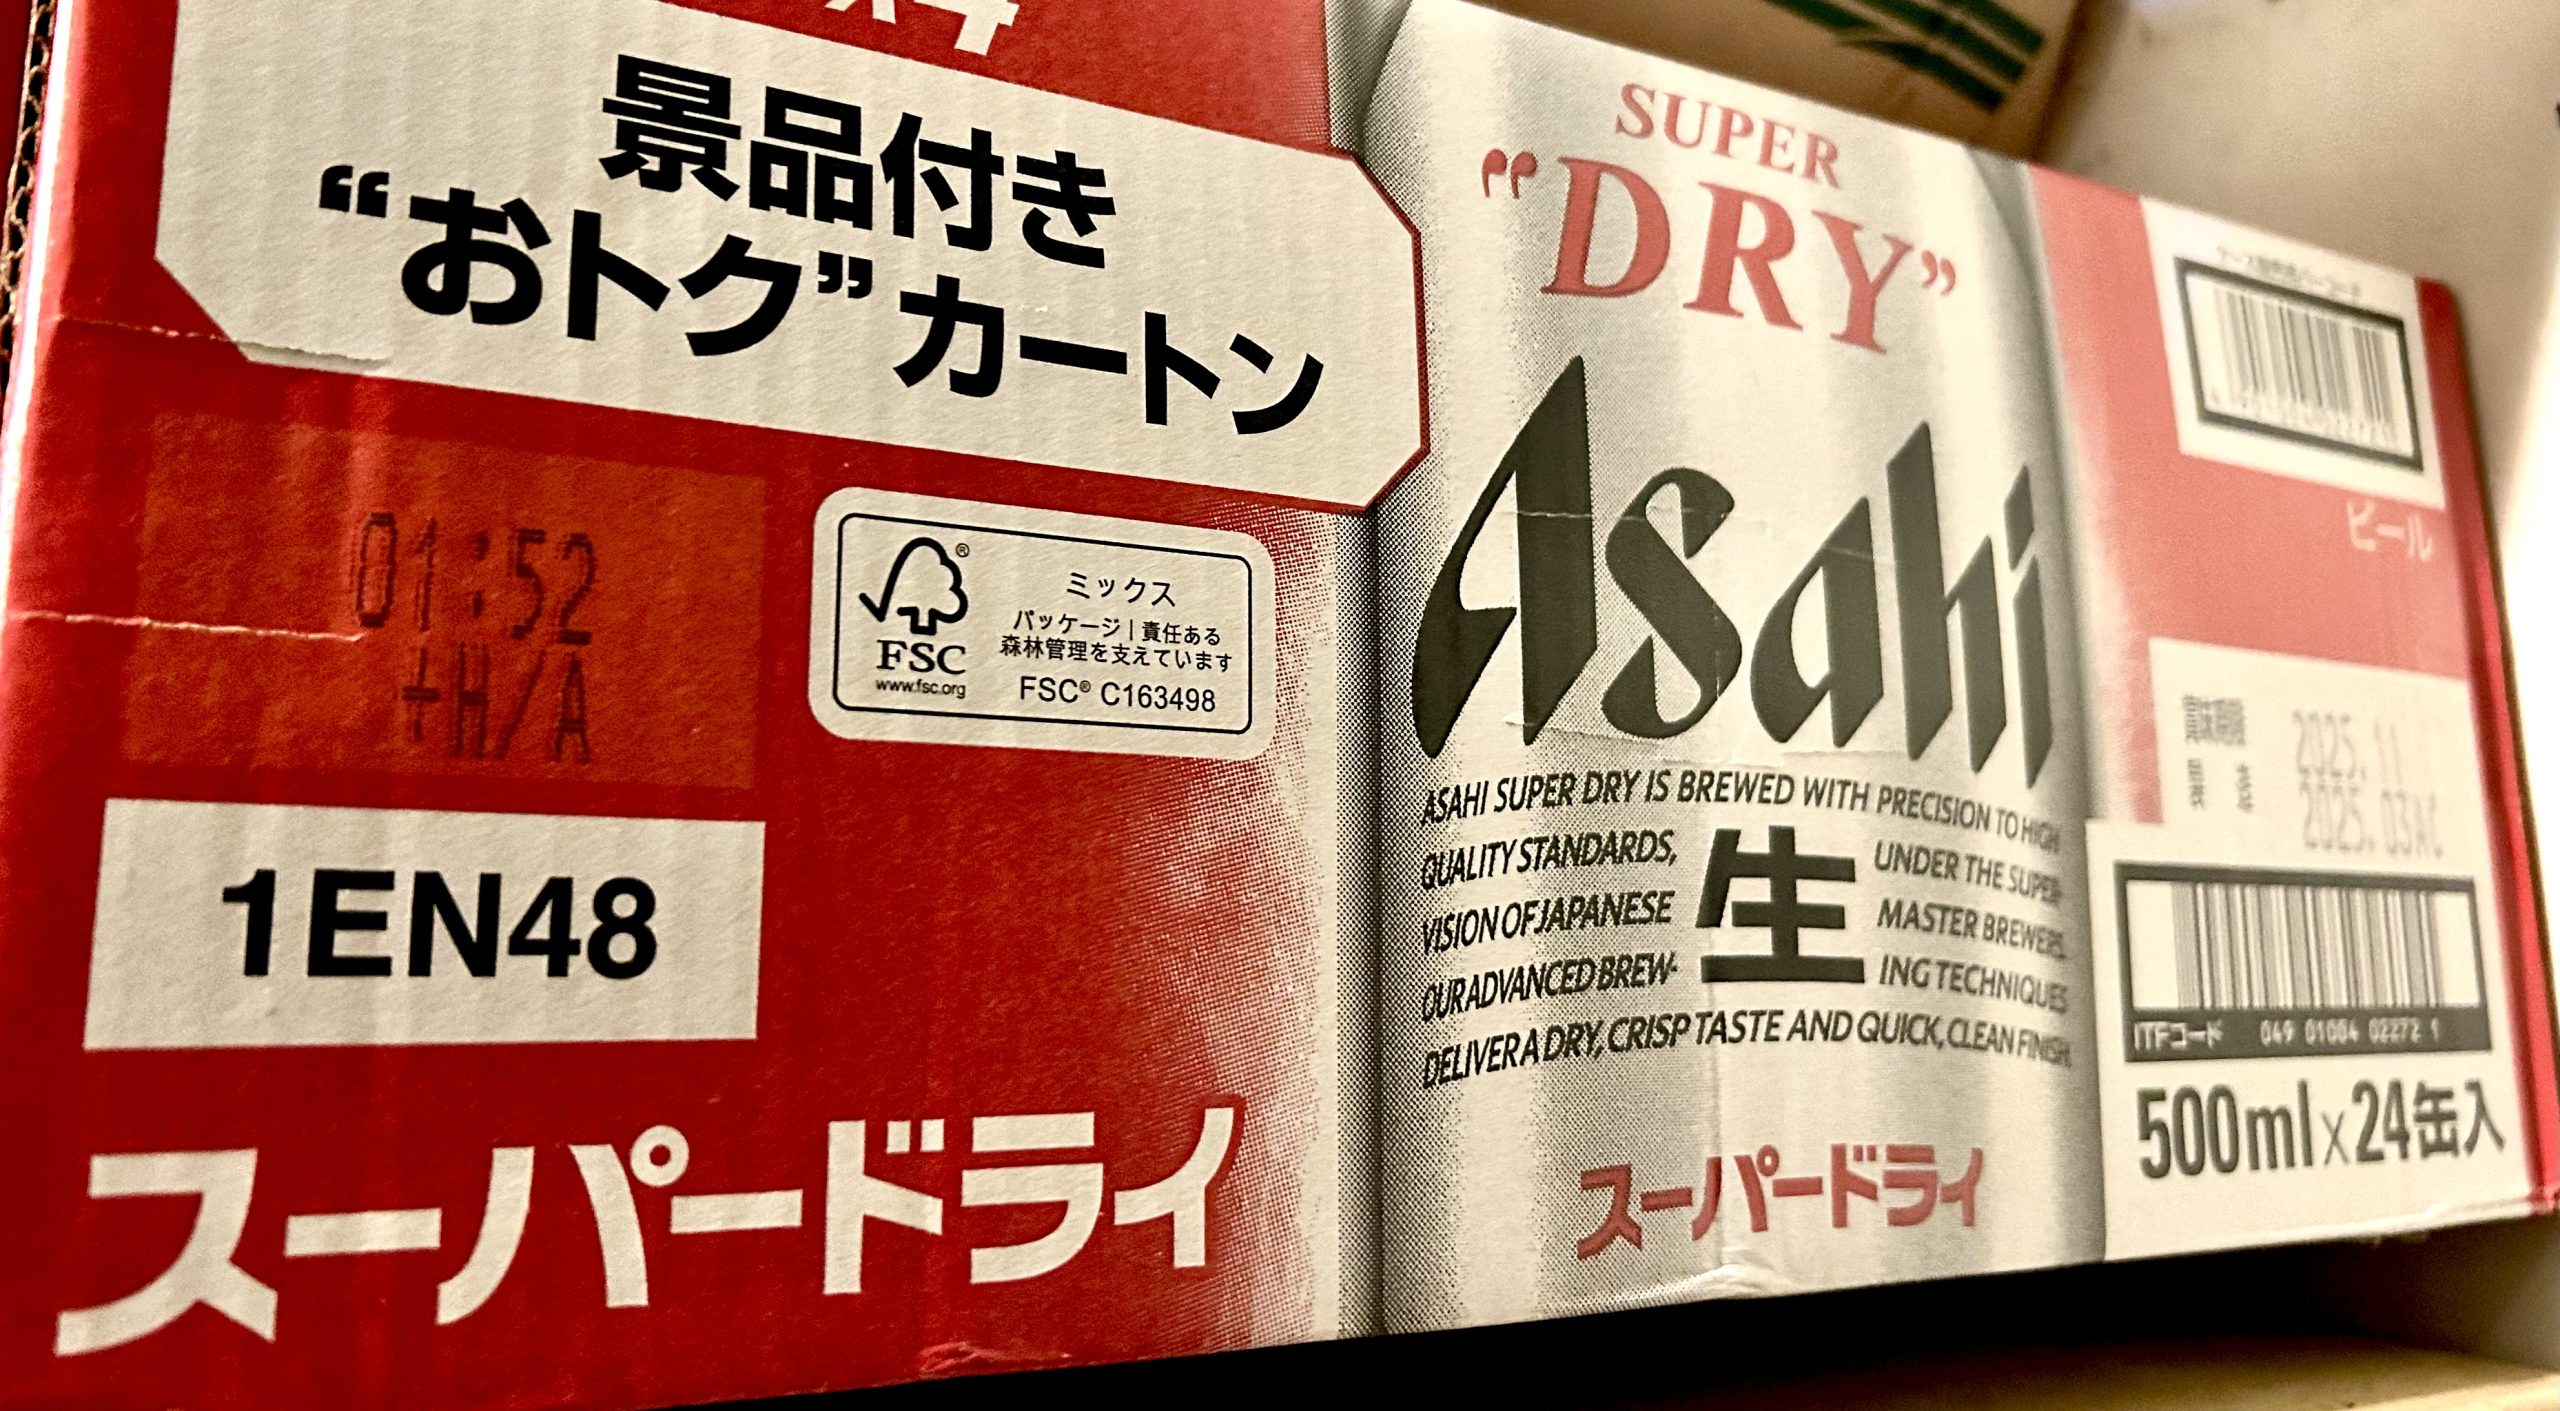 景品付き
“おトク”カートン
01:52
+H/A
FSC
www.fsc.org
ミックス
パッケージ|責任ある
森林管理を支えています
FSC® C163498
1EN48
スーパードライ
SUPER
“DRY”
Asahi
ASAHI SUPER DRY IS BREWED WITH PRECISION TO HIGH
QUALITY STANDARDS, UNDER THE SUPER-
VISION OF JAPANESE 生 MASTER BREWERS.
OUR ADVANCED BREW- ING TECHNIQUES
DELIVER A DRY, CRISP TASTE AND QUICK, CLEAN FINISH.
スーパードライ
ビール
2025.11
2025.03
ITFコード 049 01004 02272 1
500ml×24缶入